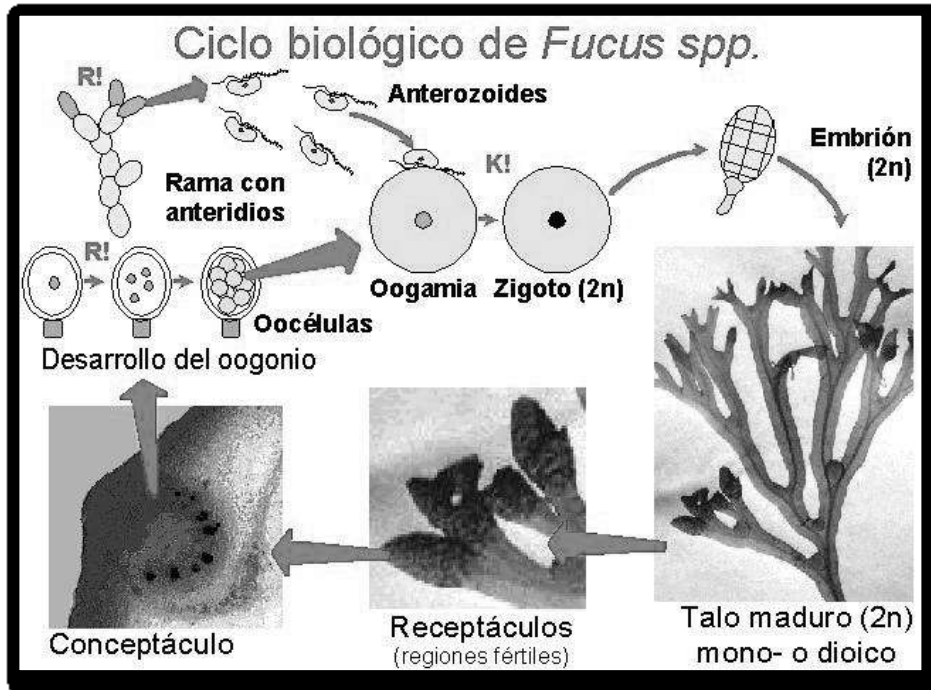 Ciclo biológico de Fucus spp.
R!
Anterozoides
K!
Embrión
(2n)
Rama con
anteridios
R!
Oogamia
Zigoto (2n)
Oocélulas
Desarrollo del oogonio
Conceptáculo
Receptáculos
(regiones fértiles)
Talo maduro (2n)
mono- o dioico